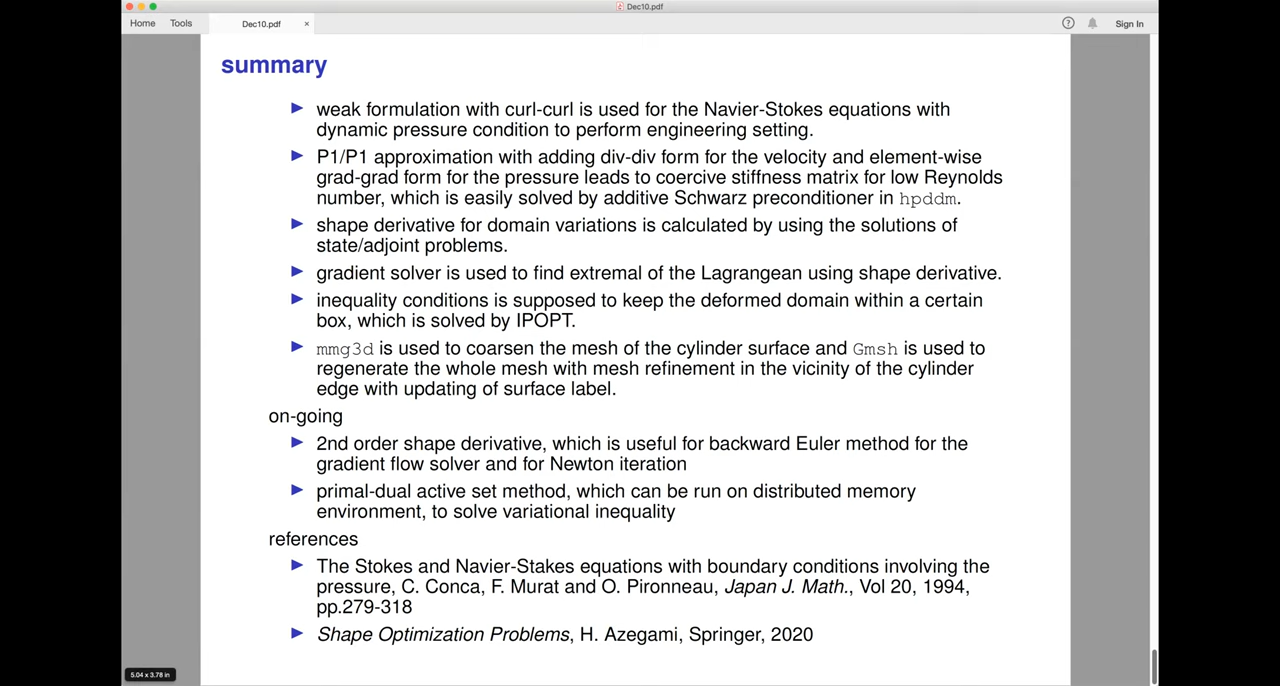 Dec10.pdf
Home Tools Dec10.pdf × ? Sign In
summary
weak formulation with curl-curl is used for the Navier-Stokes equations with
dynamic pressure condition to perform engineering setting.
P1/P1 approximation with adding div-div form for the velocity and element-wise
grad-grad form for the pressure leads to coercive stiffness matrix for low Reynolds
number, which is easily solved by additive Schwarz preconditioner in hpddm.
shape derivative for domain variations is calculated by using the solutions of
state/adjoint problems.
gradient solver is used to find extremal of the Lagrangean using shape derivative.
inequality conditions is supposed to keep the deformed domain within a certain
box, which is solved by IPOPT.
mmg3d is used to coarsen the mesh of the cylinder surface and Gmsh is used to
regenerate the whole mesh with mesh refinement in the vicinity of the cylinder
edge with updating of surface label.
on-going
2nd order shape derivative, which is useful for backward Euler method for the
gradient flow solver and for Newton iteration
primal-dual active set method, which can be run on distributed memory
environment, to solve variational inequality
references
The Stokes and Navier-Stakes equations with boundary conditions involving the
pressure, C. Conca, F. Murat and O. Pironneau, Japan J. Math., Vol 20, 1994,
pp.279-318
Shape Optimization Problems, H. Azegami, Springer, 2020
5.04 x 3.78 in